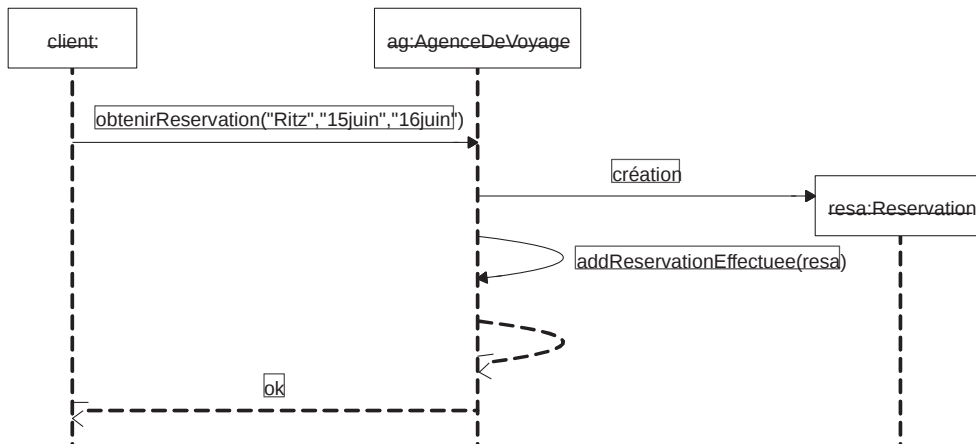 client:
ag:AgenceDeVoyage
obtenirReservation("Ritz","15juin","16juin")
création
resa:Reservation
addReservationEffectuee(resa)
ok